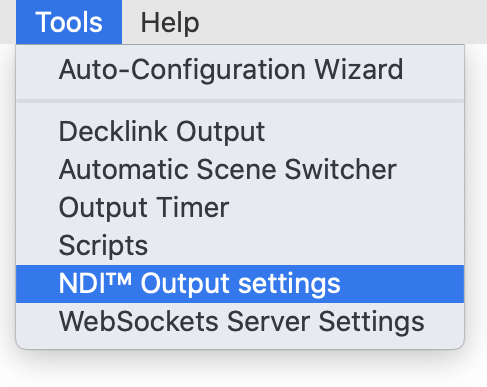 Tools Help
Auto-Configuration Wizard
Decklink Output
Automatic Scene Switcher
Output Timer
Scripts
NDI™ Output settings
WebSockets Server Settings